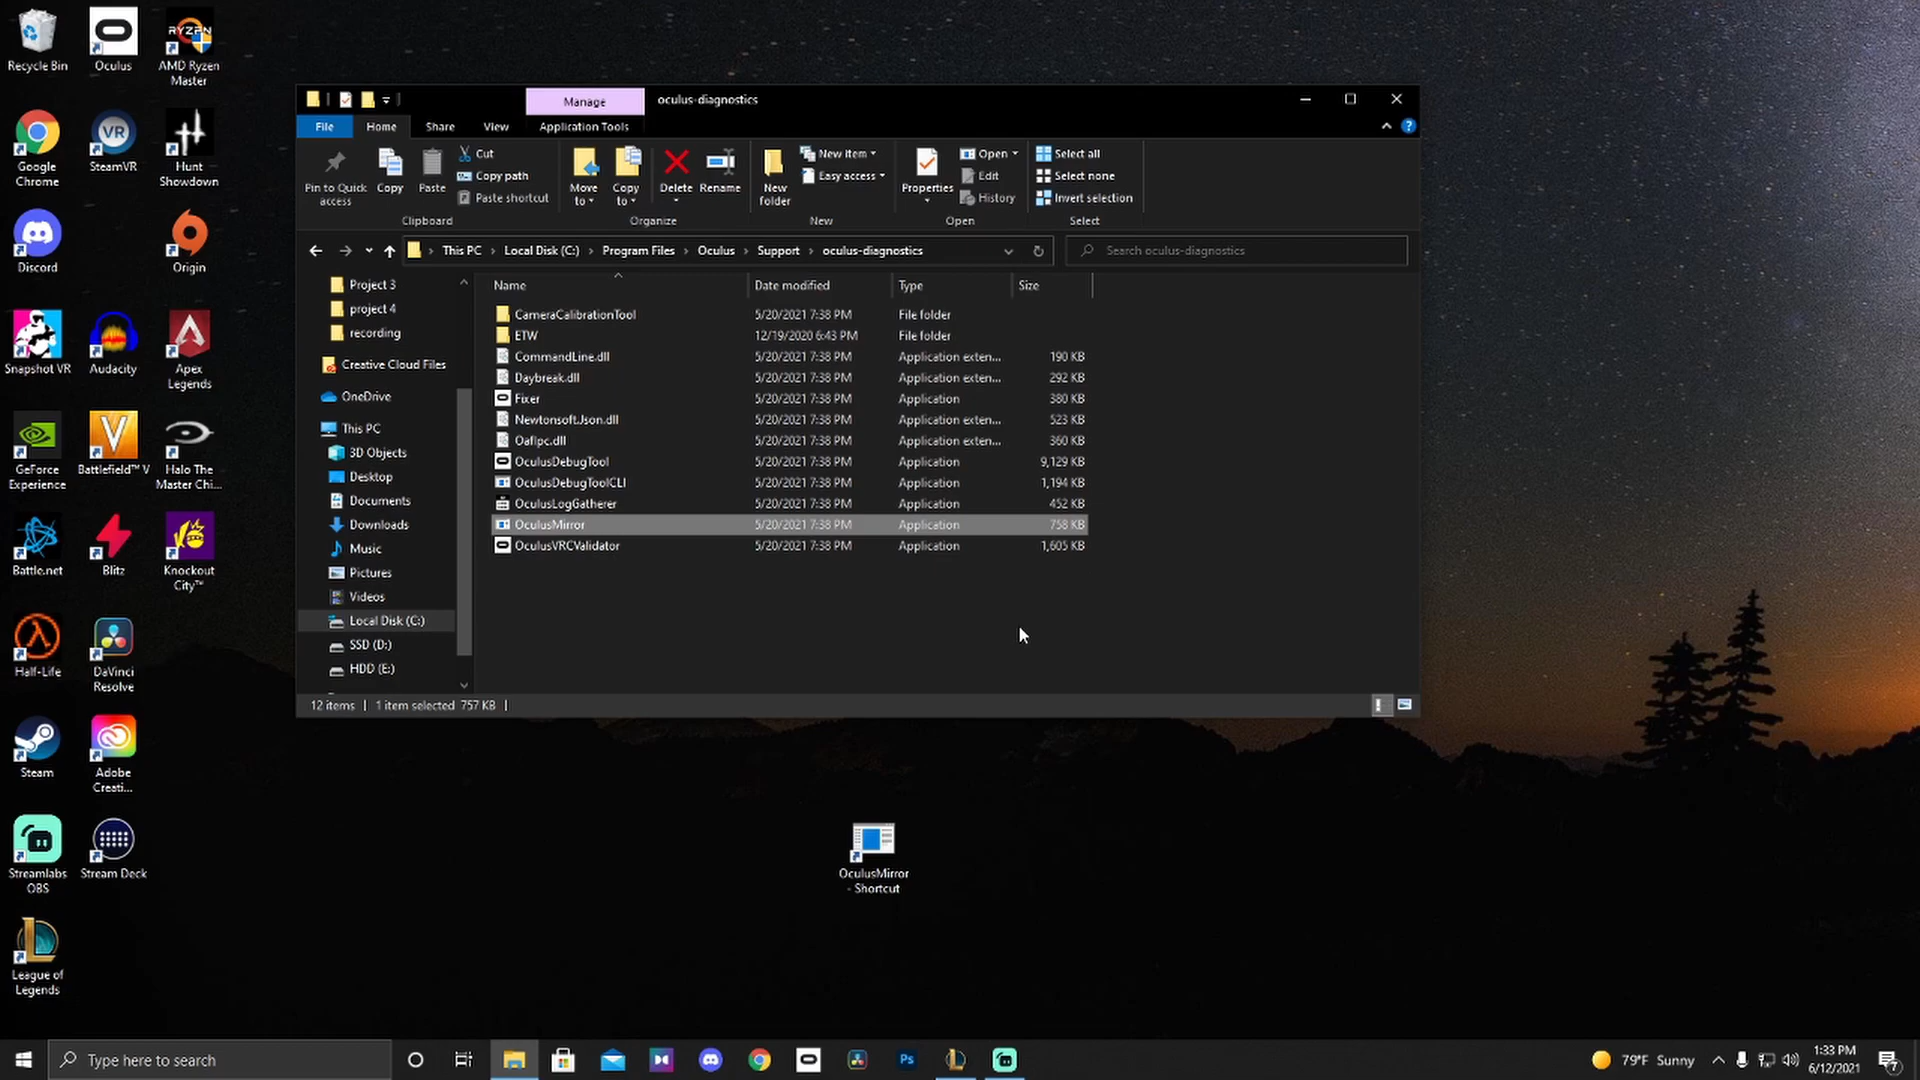 Recycle Bin
Oculus
RYZEN
AMD Ryzen
Master
Google
Chrome
VR
SteamVR
Hunt
Showdown
Discord
Origin
Snapshot VR
Audacity
Apex
Legends
GeForce
Experience
Battlefield™ V
Halo The
Master Chi...
Battle.net
Blitz
Knockout
City™
Half-Life
DaVinci
Resolve
Steam
Adobe
Creati...
Streamlabs
OBS
Stream Deck
League of
Legends
OculusMirror
- Shortcut
Manage
oculus-diagnostics
File
Home
Share
View
Application Tools
Pin to Quick
access
Copy
Paste
Cut
Copy path
Paste shortcut
Clipboard
Move
to
Copy
to
Delete
Rename
Organize
New
folder
New item
Easy access
New
Properties
Open
Edit
History
Open
Select all
Select none
Invert selection
Select
This PC > Local Disk (C:) > Program Files > Oculus > Support > oculus-diagnostics
Search oculus-diagnostics
Project 3
project 4
recording
Creative Cloud Files
OneDrive
This PC
3D Objects
Desktop
Documents
Downloads
Music
Pictures
Videos
Local Disk (C:)
SSD (D:)
HDD (E:)
Name Date modified Type Size
CameraCalibrationTool 5/20/2021 7:38 PM File folder
ETW 12/19/2020 6:43 PM File folder
CommandLine.dll 5/20/2021 7:38 PM Application exten... 190 KB
Daybreak.dll 5/20/2021 7:38 PM Application exten... 292 KB
Fixer 5/20/2021 7:38 PM Application 380 KB
Newtonsoft.Json.dll 5/20/2021 7:38 PM Application exten... 523 KB
OafIpc.dll 5/20/2021 7:38 PM Application exten... 360 KB
OculusDebugTool 5/20/2021 7:38 PM Application 9,129 KB
OculusDebugToolCLI 5/20/2021 7:38 PM Application 1,194 KB
OculusLogGatherer 5/20/2021 7:38 PM Application 452 KB
OculusMirror 5/20/2021 7:38 PM Application 758 KB
OculusVRCValidator 5/20/2021 7:38 PM Application 1,605 KB
12 items | 1 item selected 757 KB |
Type here to search
Ps
79°F Sunny
1:33 PM
6/12/2021
7